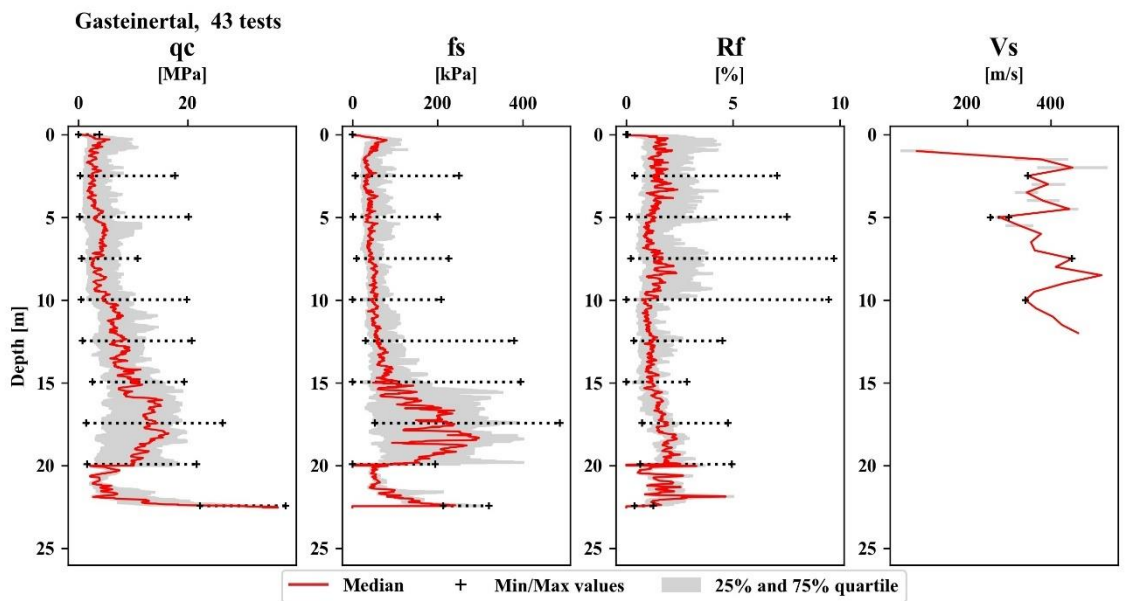 Gasteinertal, 43 tests
qc
[MPa]
0 20
fs
[kPa]
0 200 400
Rf
[%]
0 5 10
Vs
[m/s]
200 400
Depth [m]
0
5
10
15
20
25
0
5
10
15
20
25
0
5
10
15
20
25
0
5
10
15
20
25
Median
Min/Max values
25% and 75% quartile